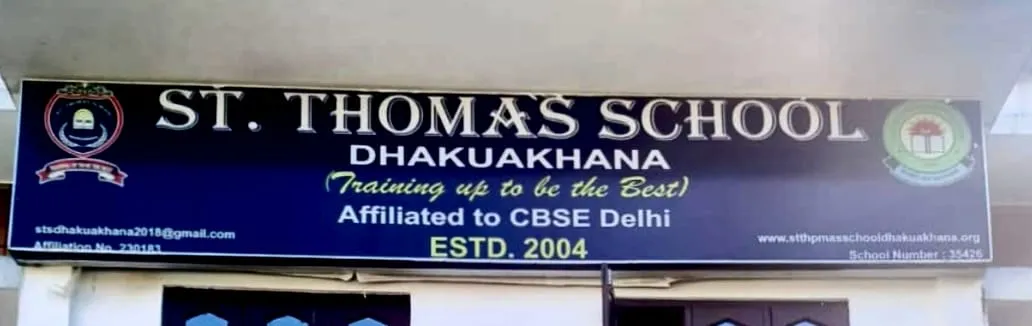 ST. THOMAS SCHOOL
DHAKUAKHANA
(Training up to be the Best)
Affiliated to CBSE Delhi
ESTD. 2004
stsdhakuakhana2018@gmail.com
Affiliation No. 230183
www.stthpmasschooldhakuakhana.org
School Number : 35426